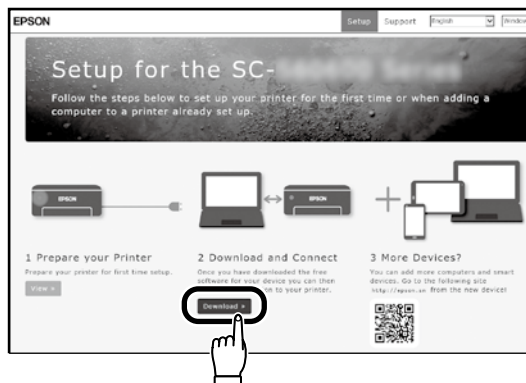 EPSON
Setup Support English Window
Setup for the SC-
Follow the steps below to set up your printer for the first time or when adding a
computer to a printer already set up.
EPSON
EPSON
1 Prepare your Printer
Prepare your printer for first time setup.
View »
2 Download and Connect
Once you have downloaded the free
software for your device you can then
on to your printer.
Download »
3 More Devices?
You can add more computers and smart
devices. Go to the following site
http://epson.sn from the new device!